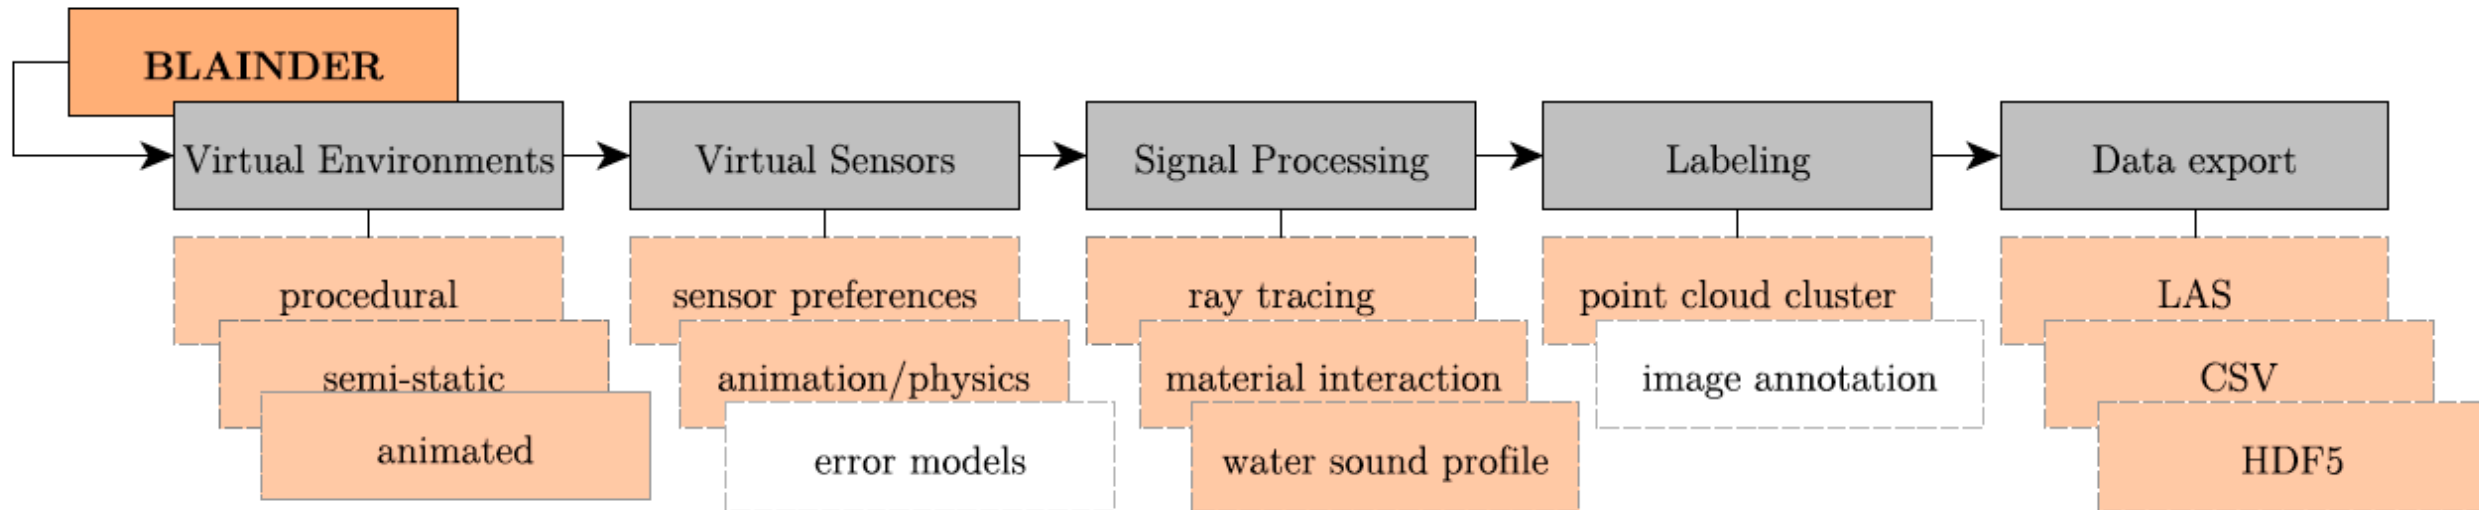 BLAINDER
Virtual Environments
Virtual Sensors
Signal Processing
Labeling
Data export
procedural
semi-static
animated
sensor preferences
animation/physics
error models
ray tracing
material interaction
water sound profile
point cloud cluster
image annotation
LAS
CSV
HDF5